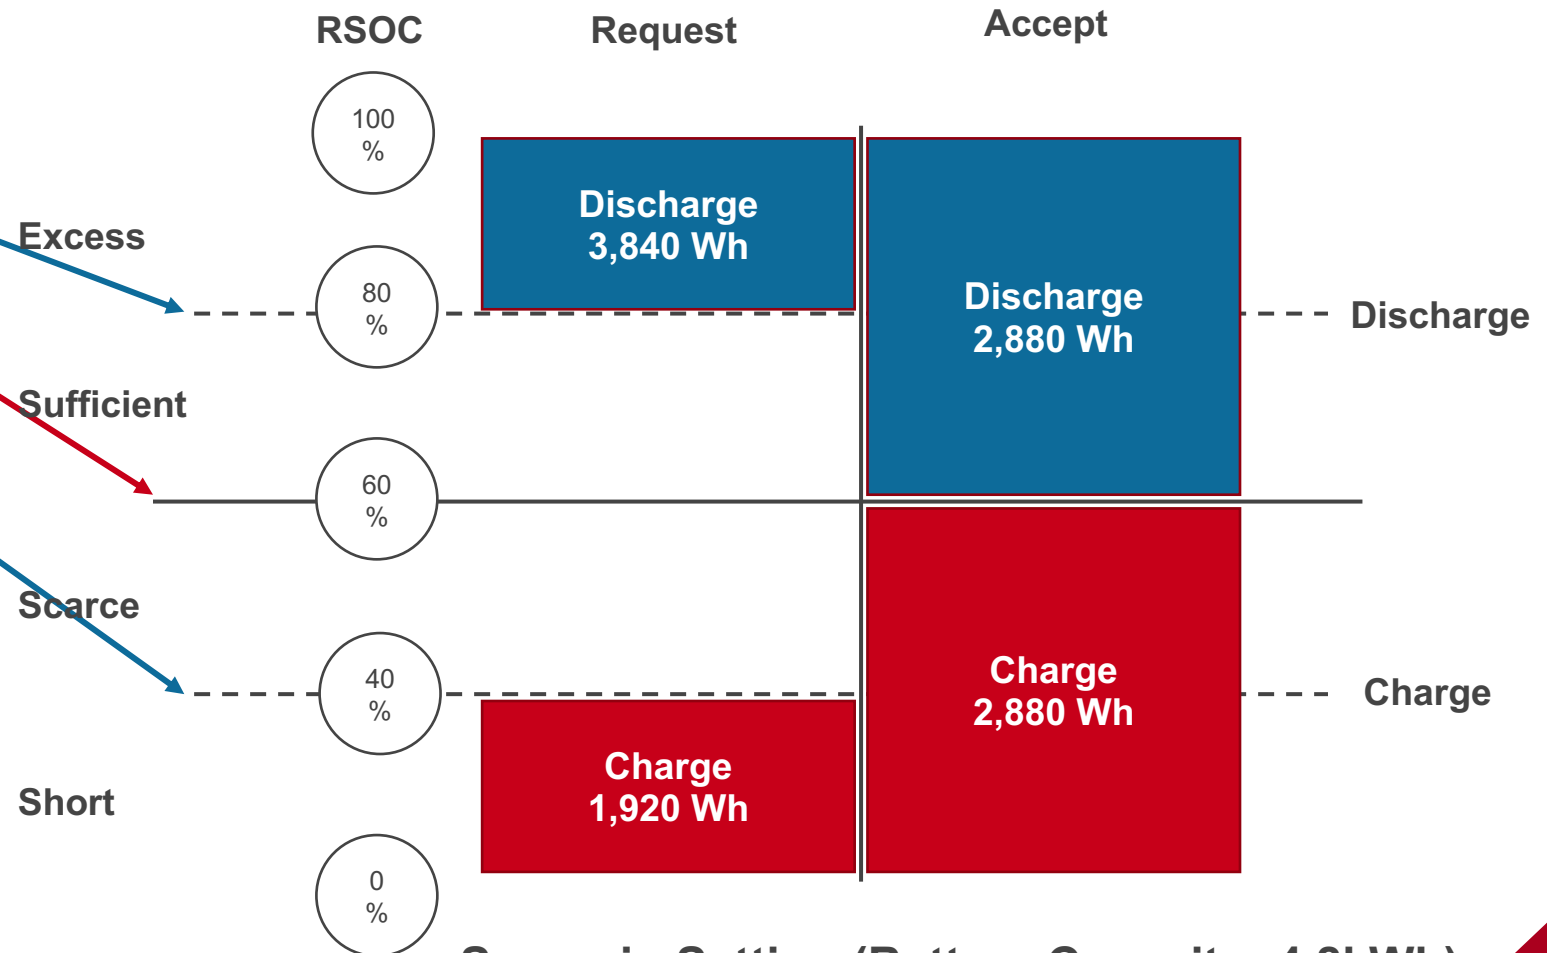 RSOC
Request
Accept
100
%
Discharge
3,840 Wh
Excess
80
%
Discharge
2,880 Wh
Discharge
Sufficient
60
%
Scarce
40
%
Charge
2,880 Wh
Charge
Charge
1,920 Wh
Short
0
%